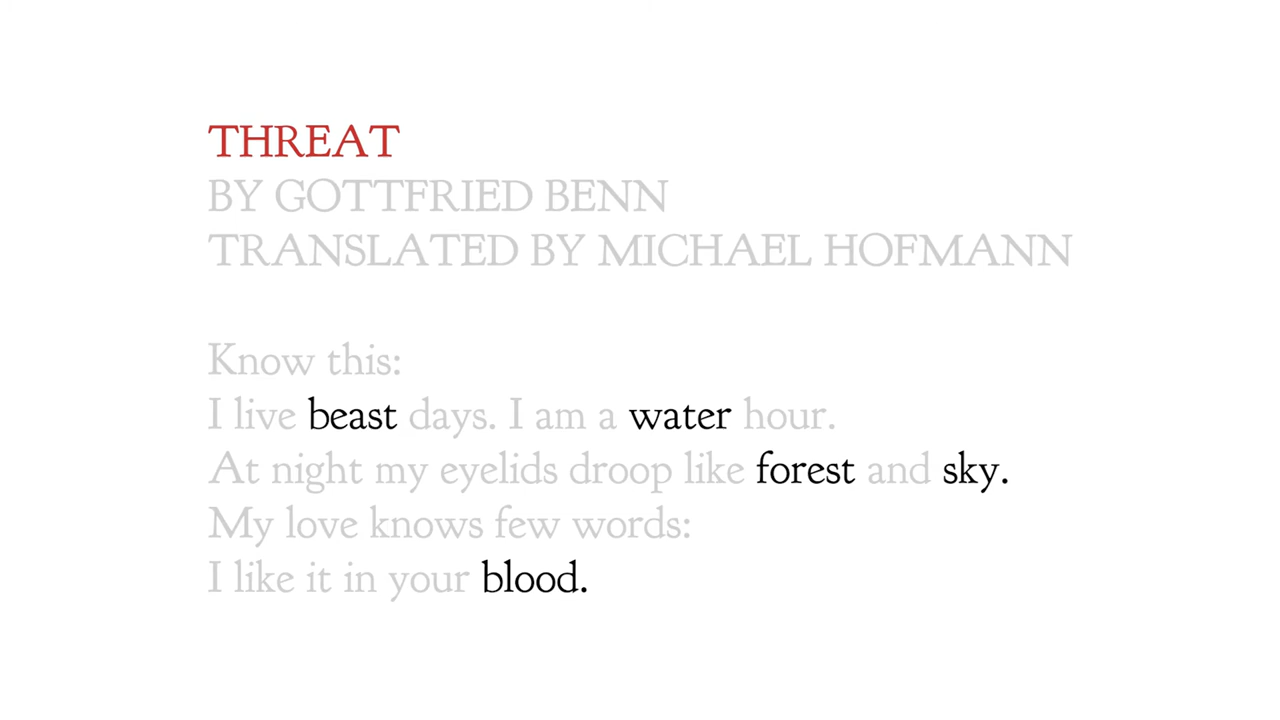 THREAT
BY GOTTFRIED BENN
TRANSLATED BY MICHAEL HOFMANN
Know this:
I live beast days. I am a water hour.
At night my eyelids droop like forest and sky.
My love knows few words:
I like it in your blood.